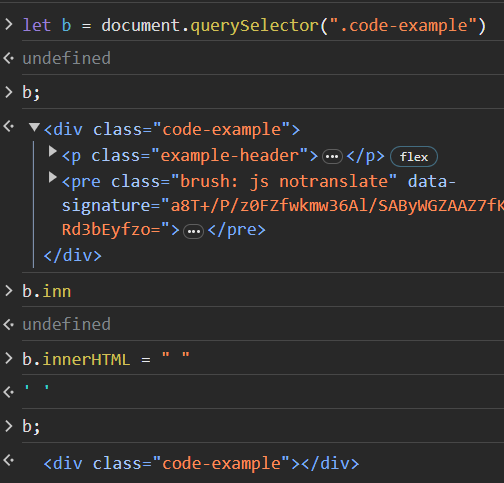 let b = document.querySelector(".code-example")
undefined
b;
<div class="code-example">
<p class="example-header">…</p> flex
<pre class="brush: js notranslate" data-
signature="a8T+/P/z0FZfwkmw36Al/SAByWGZAAZ7fK
Rd3bEyfzo=">…</pre>
</div>
b.inn
undefined
b.innerHTML = " "
' '
b;
<div class="code-example"></div>